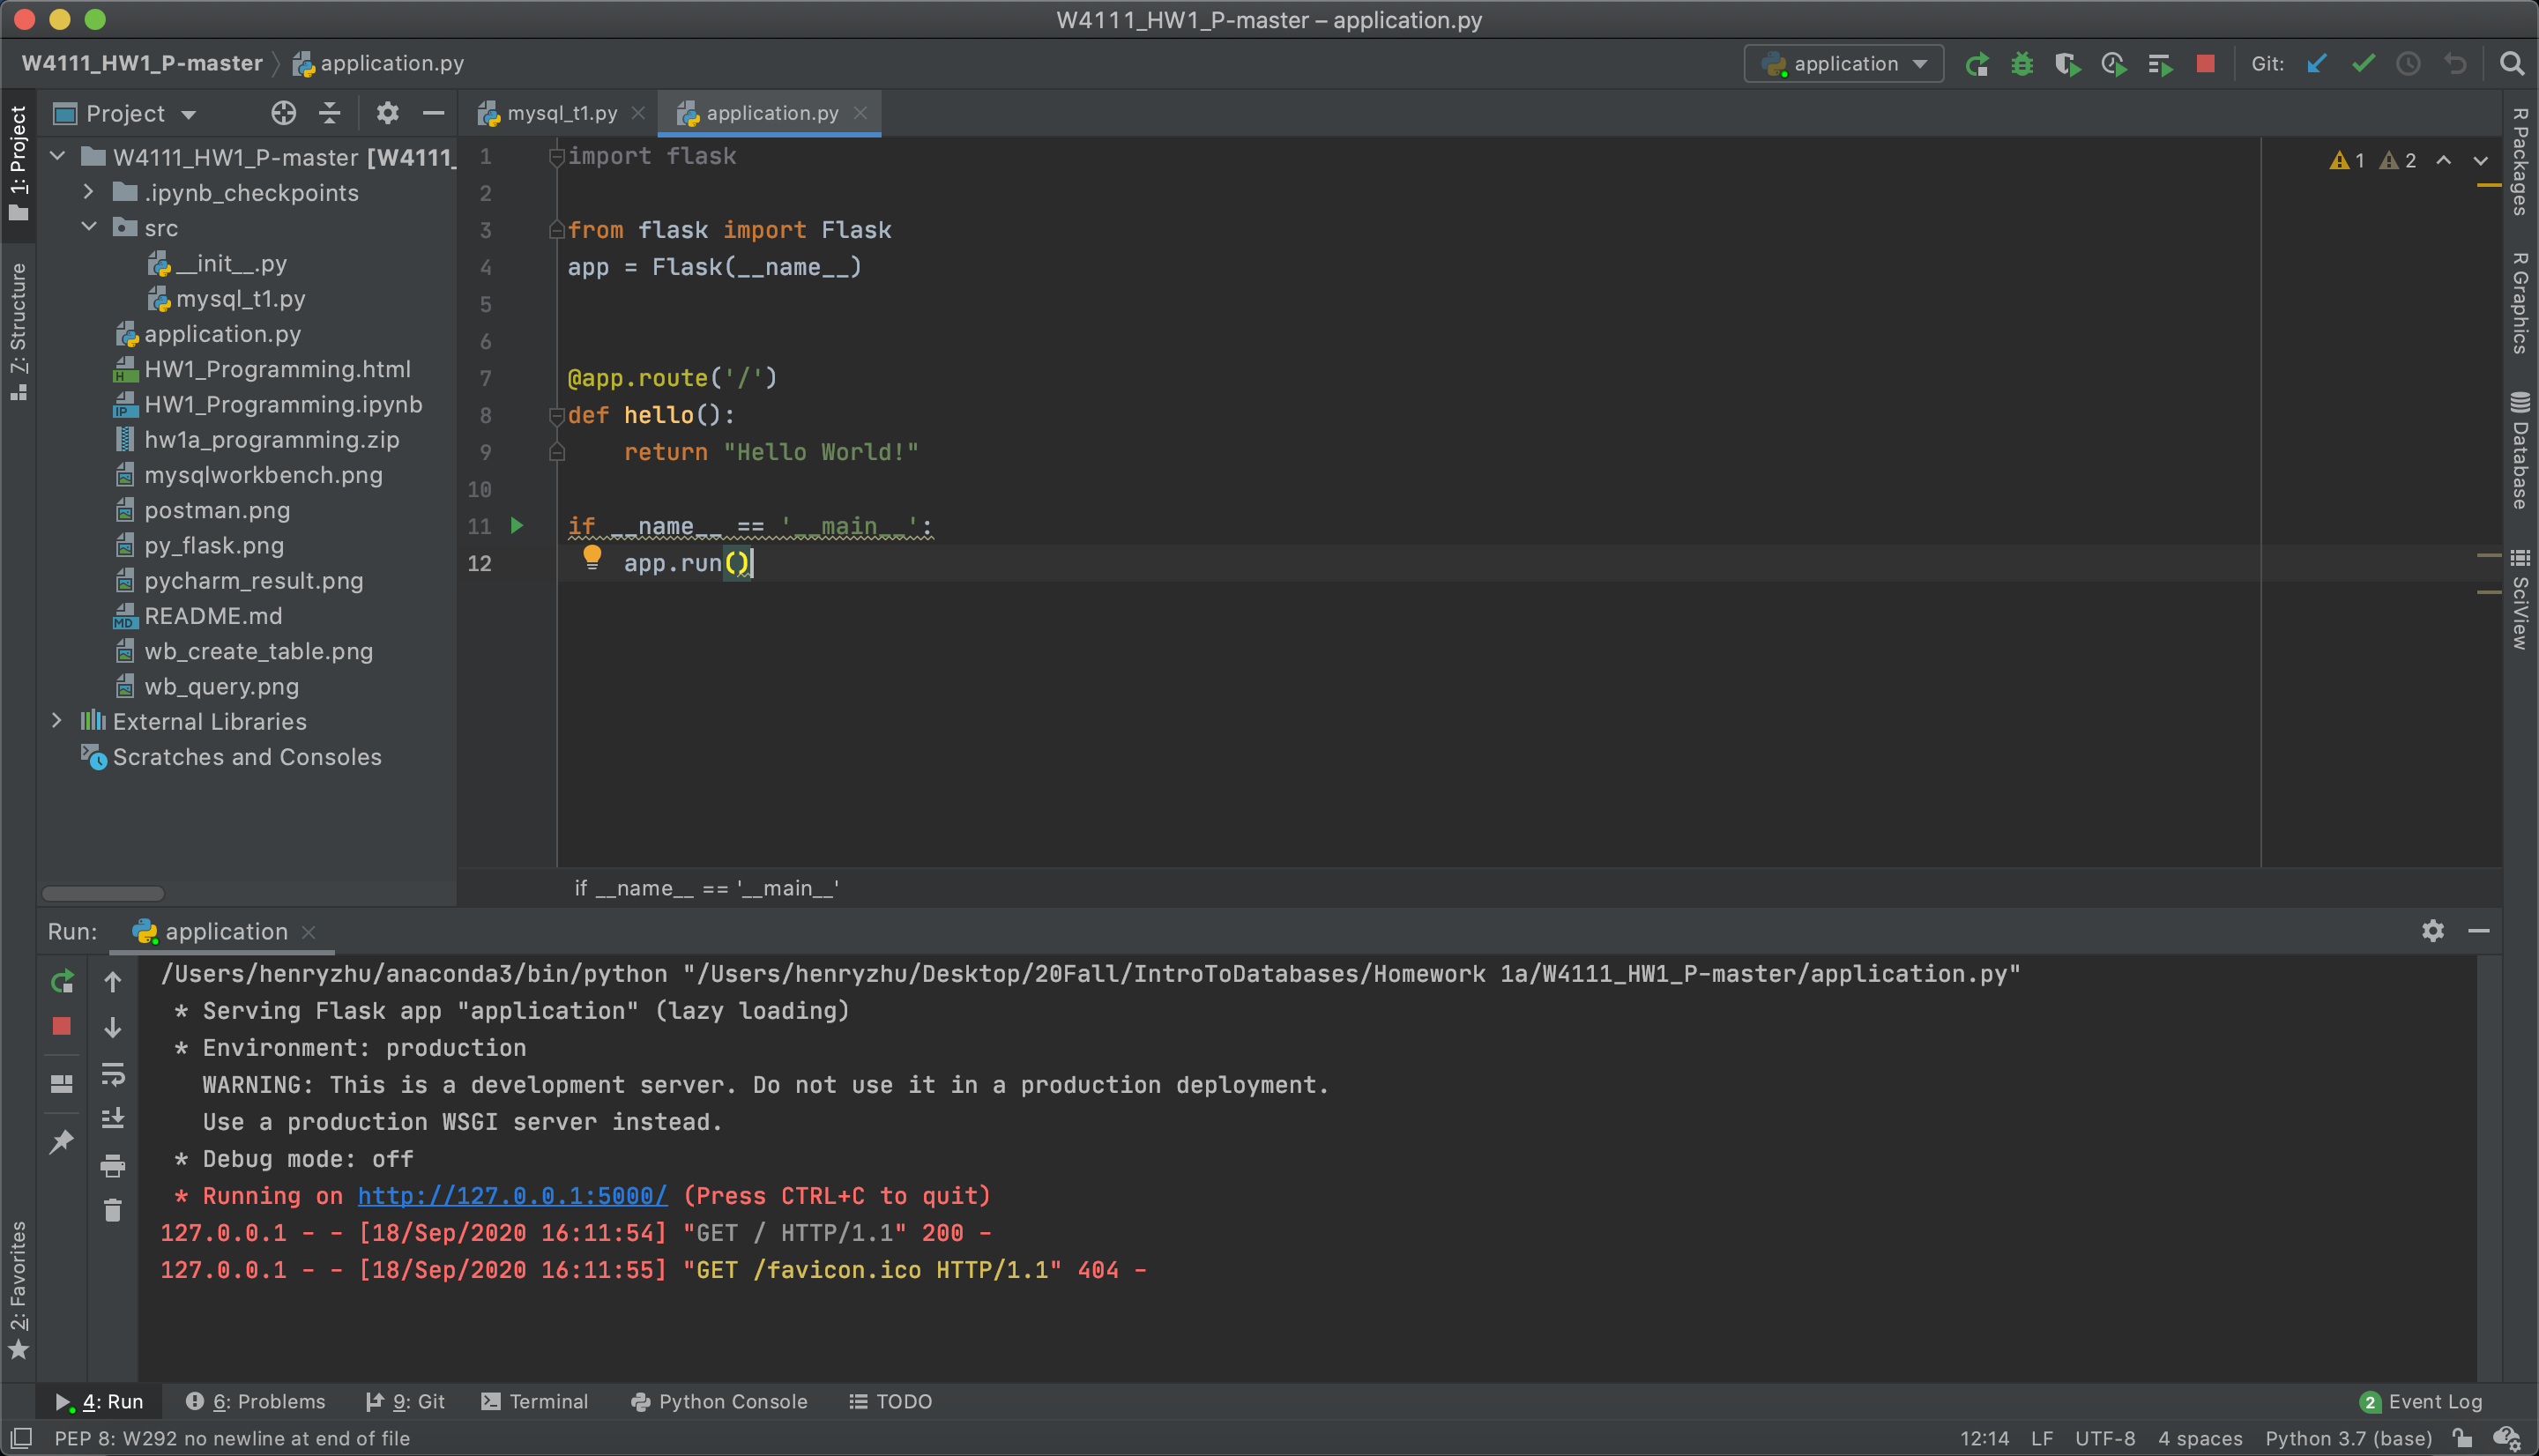 W4111_HW1_P-master – application.py
W4111_HW1_P-master application.py
application
Git:
1: Project
7: Structure
2: Favorites
Project
W4111_HW1_P-master [W4111_
.ipynb_checkpoints
src
__init__.py
mysql_t1.py
application.py
HW1_Programming.html
HW1_Programming.ipynb
hw1a_programming.zip
mysqlworkbench.png
postman.png
py_flask.png
pycharm_result.png
README.md
wb_create_table.png
wb_query.png
External Libraries
Scratches and Consoles
mysql_t1.py
application.py
1 import flask
2
3 from flask import Flask
4 app = Flask(__name__)
5
6
7 @app.route('/')
8 def hello():
9 return "Hello World!"
10
11 if __name__ == '__main__':
12 app.run()
1 2
if __name__ == '__main__'
R Packages
R Graphics
Database
SciView
Run: application
/Users/henryzhu/anaconda3/bin/python "/Users/henryzhu/Desktop/20Fall/IntroToDatabases/Homework 1a/W4111_HW1_P-master/application.py"
* Serving Flask app "application" (lazy loading)
* Environment: production
WARNING: This is a development server. Do not use it in a production deployment.
Use a production WSGI server instead.
* Debug mode: off
* Running on http://127.0.0.1:5000/ (Press CTRL+C to quit)
127.0.0.1 - - [18/Sep/2020 16:11:54] "GET / HTTP/1.1" 200 -
127.0.0.1 - - [18/Sep/2020 16:11:55] "GET /favicon.ico HTTP/1.1" 404 -
4: Run 6: Problems 9: Git Terminal Python Console TODO 2 Event Log
PEP 8: W292 no newline at end of file 12:14 LF UTF-8 4 spaces Python 3.7 (base)